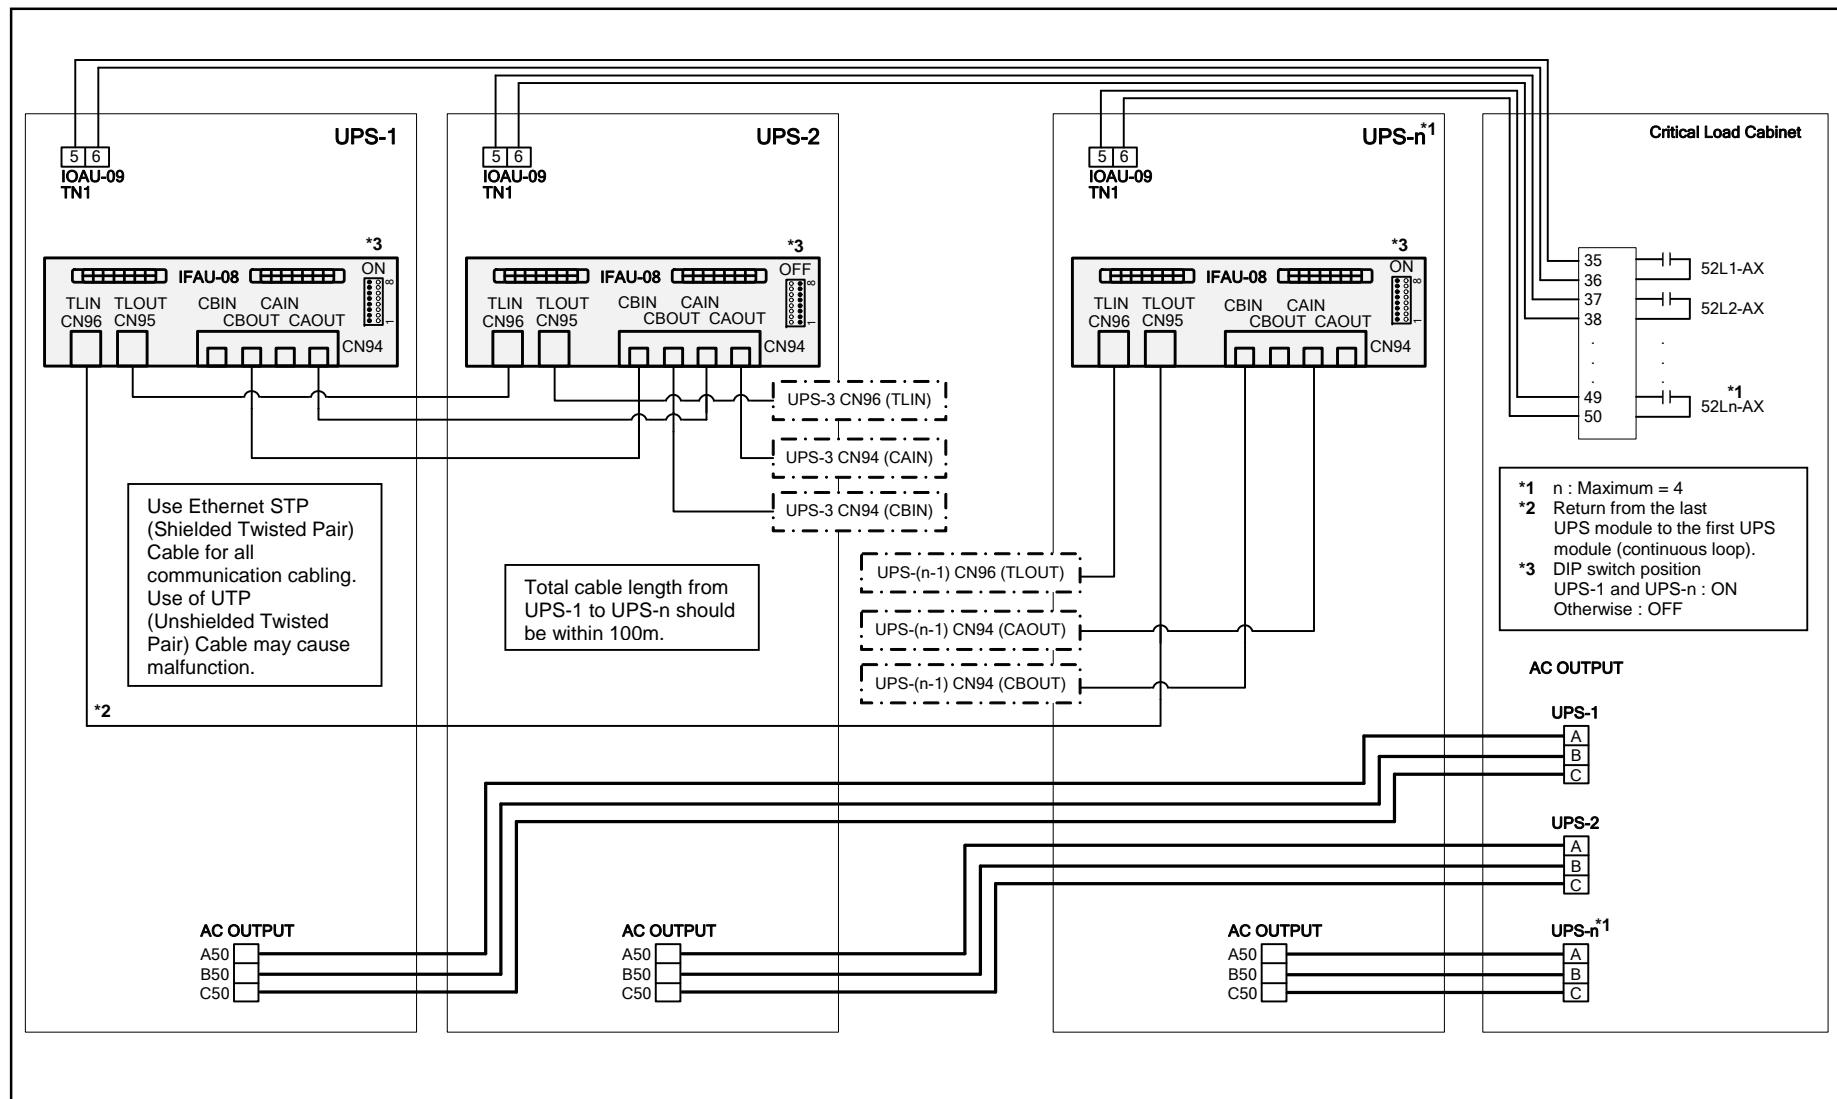 UPS-1
5 6
IOAU-09
TN1
*3
ON
IFAU-08
8
1
TLIN TLOUT CBIN CAIN
CN96 CN95 CBOUT CAOUT
CN94
UPS-2
5 6
IOAU-09
TN1
*3
OFF
IFAU-08
8
1
TLIN TLOUT CBIN CAIN
CN96 CN95 CBOUT CAOUT
CN94
UPS-n*1
5 6
IOAU-09
TN1
*3
ON
IFAU-08
8
1
TLIN TLOUT CBIN CAIN
CN96 CN95 CBOUT CAOUT
CN94
Critical Load Cabinet
35
36
37
38
.
.
.
49
50
52L1-AX
52L2-AX
.
.
.
*1
52Ln-AX
UPS-3 CN96 (TLIN)
UPS-3 CN94 (CAIN)
UPS-3 CN94 (CBIN)
UPS-(n-1) CN96 (TLOUT)
UPS-(n-1) CN94 (CAOUT)
UPS-(n-1) CN94 (CBOUT)
Use Ethernet STP
(Shielded Twisted Pair)
Cable for all
communication cabling.
Use of UTP
(Unshielded Twisted
Pair) Cable may cause
malfunction.
Total cable length from
UPS-1 to UPS-n should
be within 100m.
*1 n : Maximum = 4
*2 Return from the last
UPS module to the first UPS
module (continuous loop).
*3 DIP switch position
UPS-1 and UPS-n : ON
Otherwise : OFF
*2
AC OUTPUT
UPS-1
A
B
C
UPS-2
A
B
C
UPS-n*1
A
B
C
AC OUTPUT
A50
B50
C50
AC OUTPUT
A50
B50
C50
AC OUTPUT
A50
B50
C50